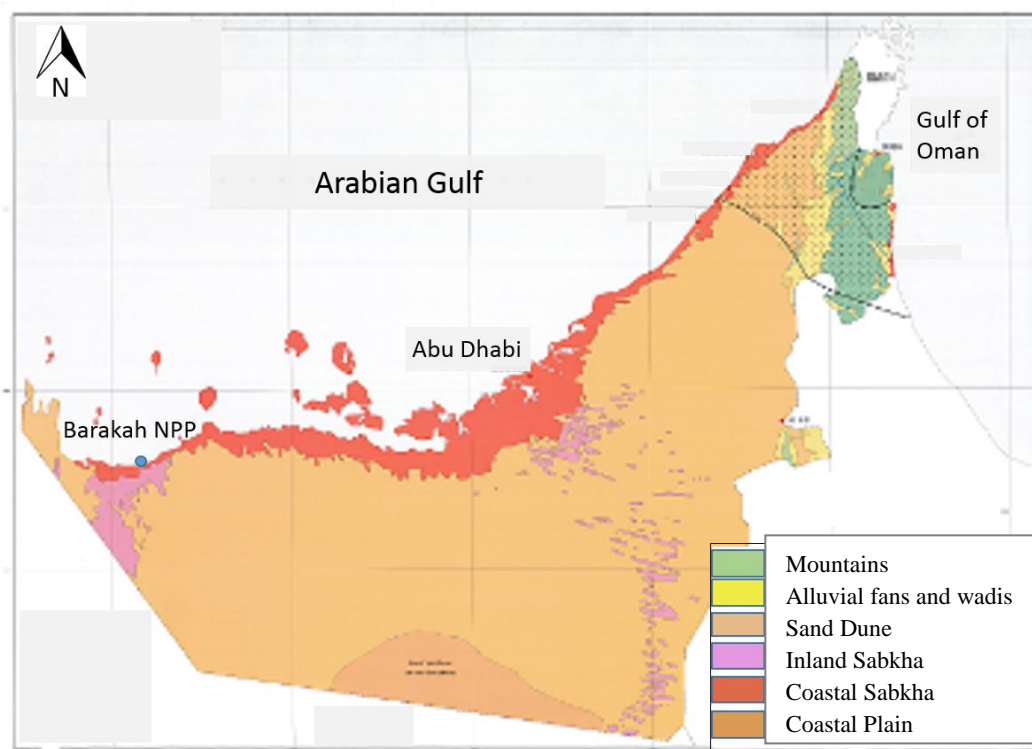 N
Gulf of
Oman
Arabian Gulf
Abu Dhabi
Barakah NPP
Mountains
Alluvial fans and wadis
Sand Dune
Inland Sabkha
Coastal Sabkha
Coastal Plain